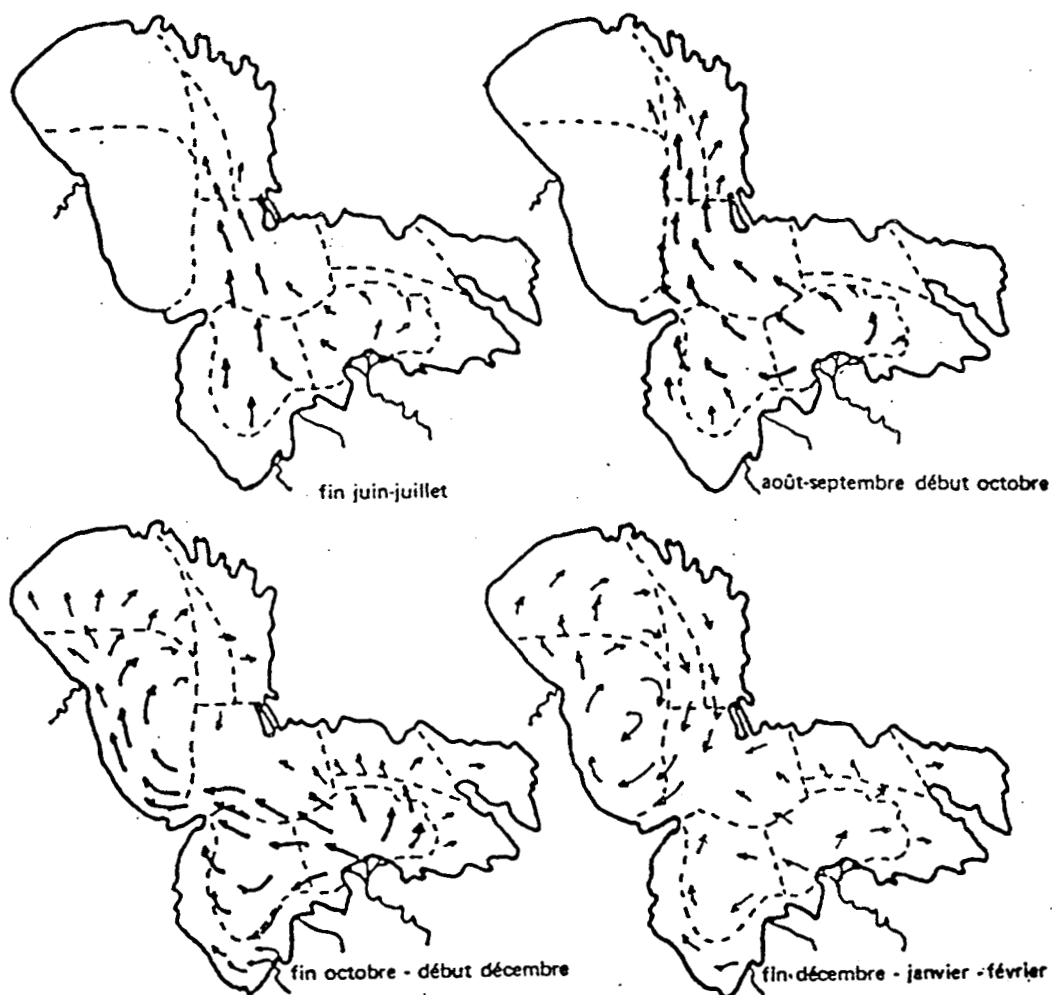 fin juin-juillet
août-septembre début octobre
fin octobre - début décembre
fin décembre - janvier - février